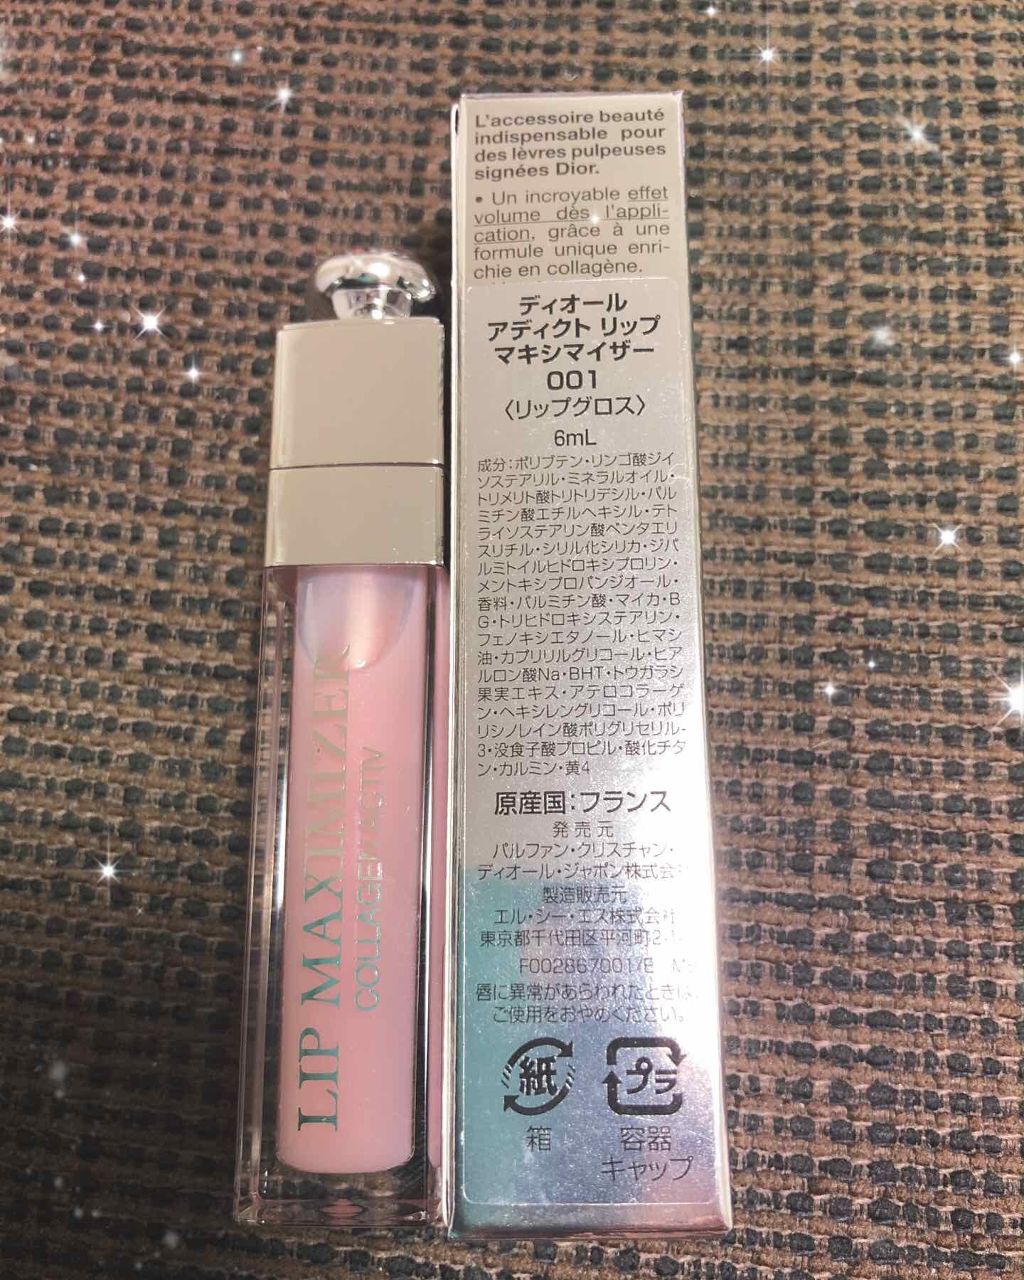 LIP MAXIMIZER
COLLAGEN ACTIV
L'accessoire beauté
indispensable pour
des lèvres pulpeuses
signées Dior.
• Un incroyable effet
volume dès l'appli-
cation, grâce à une
formule unique enri-
chie en collagène.
ディオール
アディクト リップ
マキシマイザー
001
〈リップグロス〉
6mL
成分:ポリブテン・リンゴ酸ジイ
ソステアリル・ミネラルオイル・
トリメリト酸トリトリデシル・パル
ミチン酸エチルヘキシル・テト
ライソステアリン酸ペンタエリ
スリチル・シリル化シリカ・ジパ
ルミトイルヒドロキシプロリン・
メントキシプロパンジオール・
香料・パルミチン酸・マイカ・B
G・トリヒドロキシステアリン・
フェノキシエタノール・ヒマシ
油・カプリリルグリコール・ヒア
ルロン酸Na・BHT・トウガラシ
果実エキス・アテロコラーゲ
ン・ヘキシレングリコール・ポリ
リシノレイン酸ポリグリセリル-
3・没食子酸プロピル・酸化チタ
ン・カルミン・黄4
原産国:フランス
発売元
パルファン・クリスチャン・
ディオール・ジャポン株式会
製造販売元
エル・シー・エス株式会社
東京都千代田区平河町2-1-
F002867001/E
唇に異常があらわれたときは、
ご使用をおやめください。
紙 プラ
箱 容器
キャップ